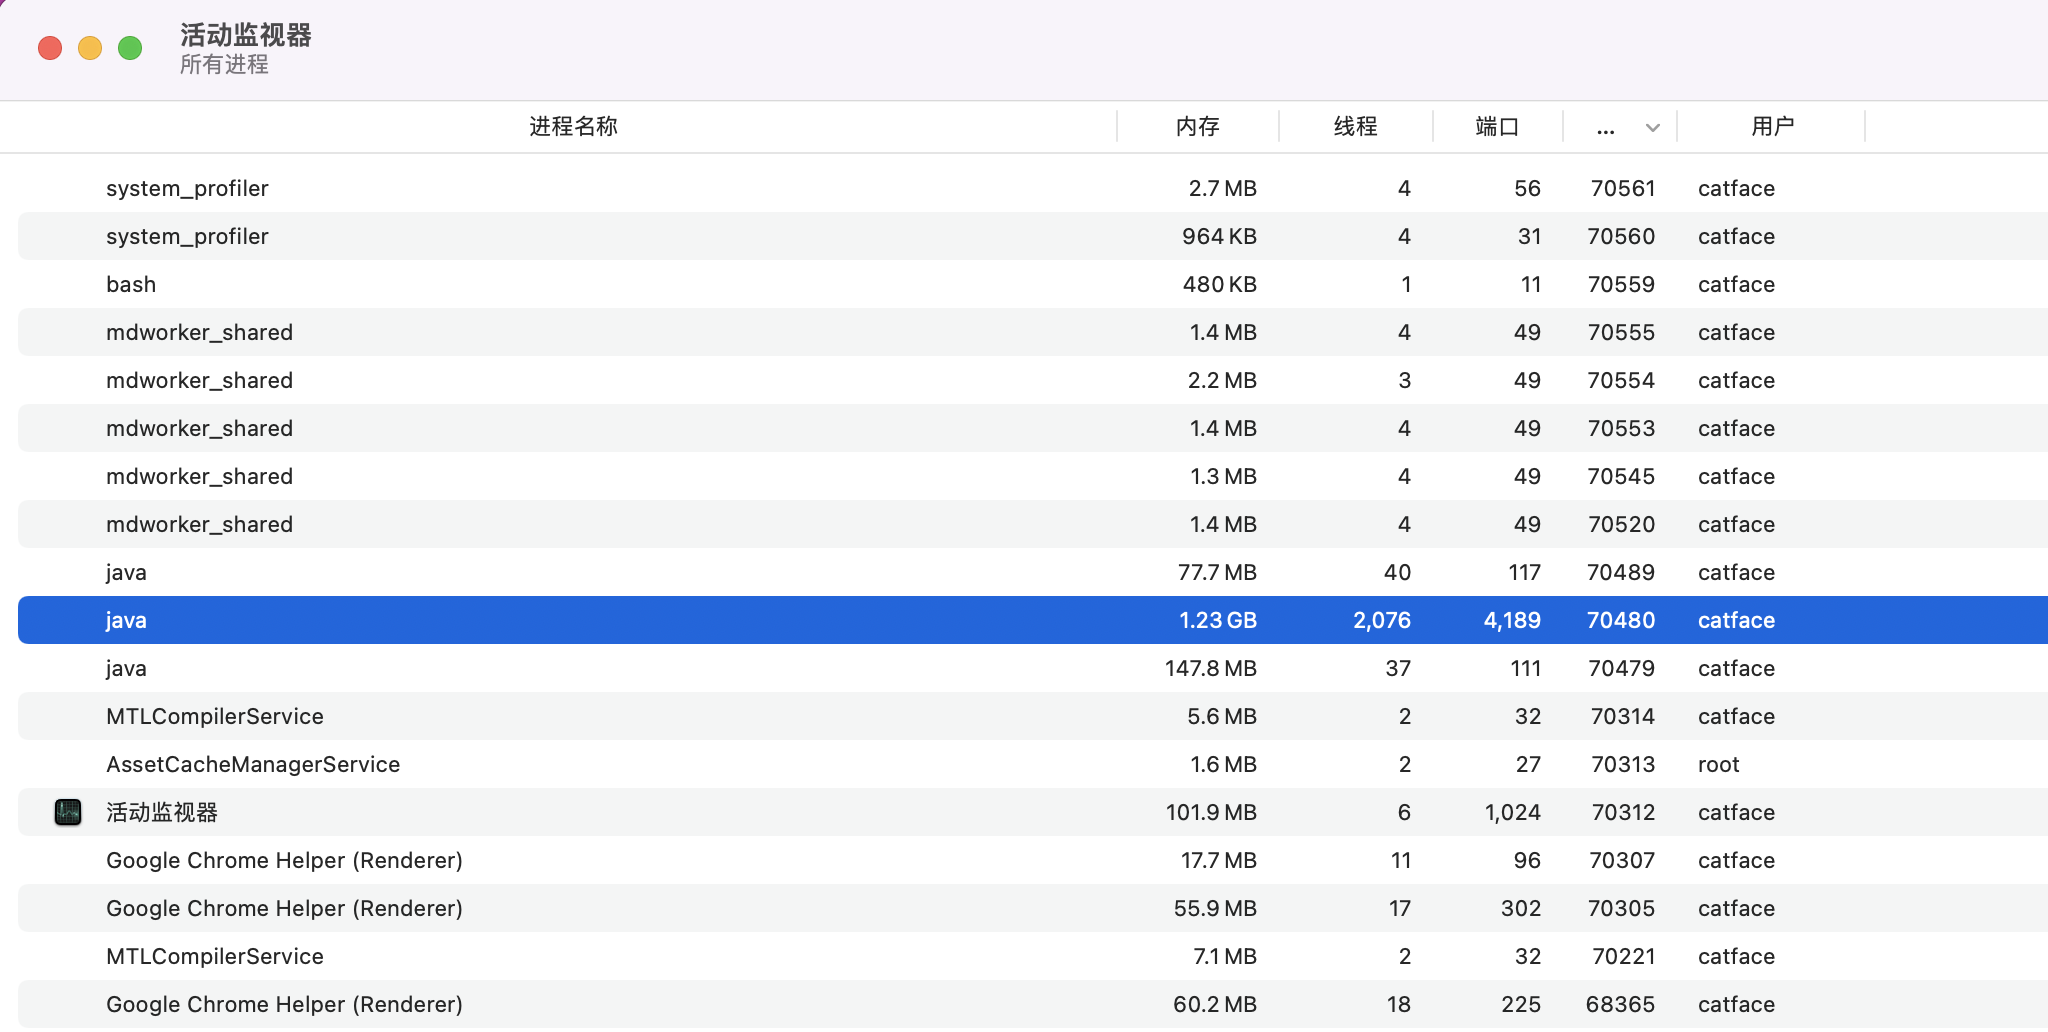 活动监视器
所有进程
进程名称 内存 线程 端口 ... 用户
system_profiler 2.7 MB 4 56 70561 catface
system_profiler 964 KB 4 31 70560 catface
bash 480 KB 1 11 70559 catface
mdworker_shared 1.4 MB 4 49 70555 catface
mdworker_shared 2.2 MB 3 49 70554 catface
mdworker_shared 1.4 MB 4 49 70553 catface
mdworker_shared 1.3 MB 4 49 70545 catface
mdworker_shared 1.4 MB 4 49 70520 catface
java 77.7 MB 40 117 70489 catface
java 1.23 GB 2,076 4,189 70480 catface
java 147.8 MB 37 111 70479 catface
MTLCompilerService 5.6 MB 2 32 70314 catface
AssetCacheManagerService 1.6 MB 2 27 70313 root
活动监视器 101.9 MB 6 1,024 70312 catface
Google Chrome Helper (Renderer) 17.7 MB 11 96 70307 catface
Google Chrome Helper (Renderer) 55.9 MB 17 302 70305 catface
MTLCompilerService 7.1 MB 2 32 70221 catface
Google Chrome Helper (Renderer) 60.2 MB 18 225 68365 catface